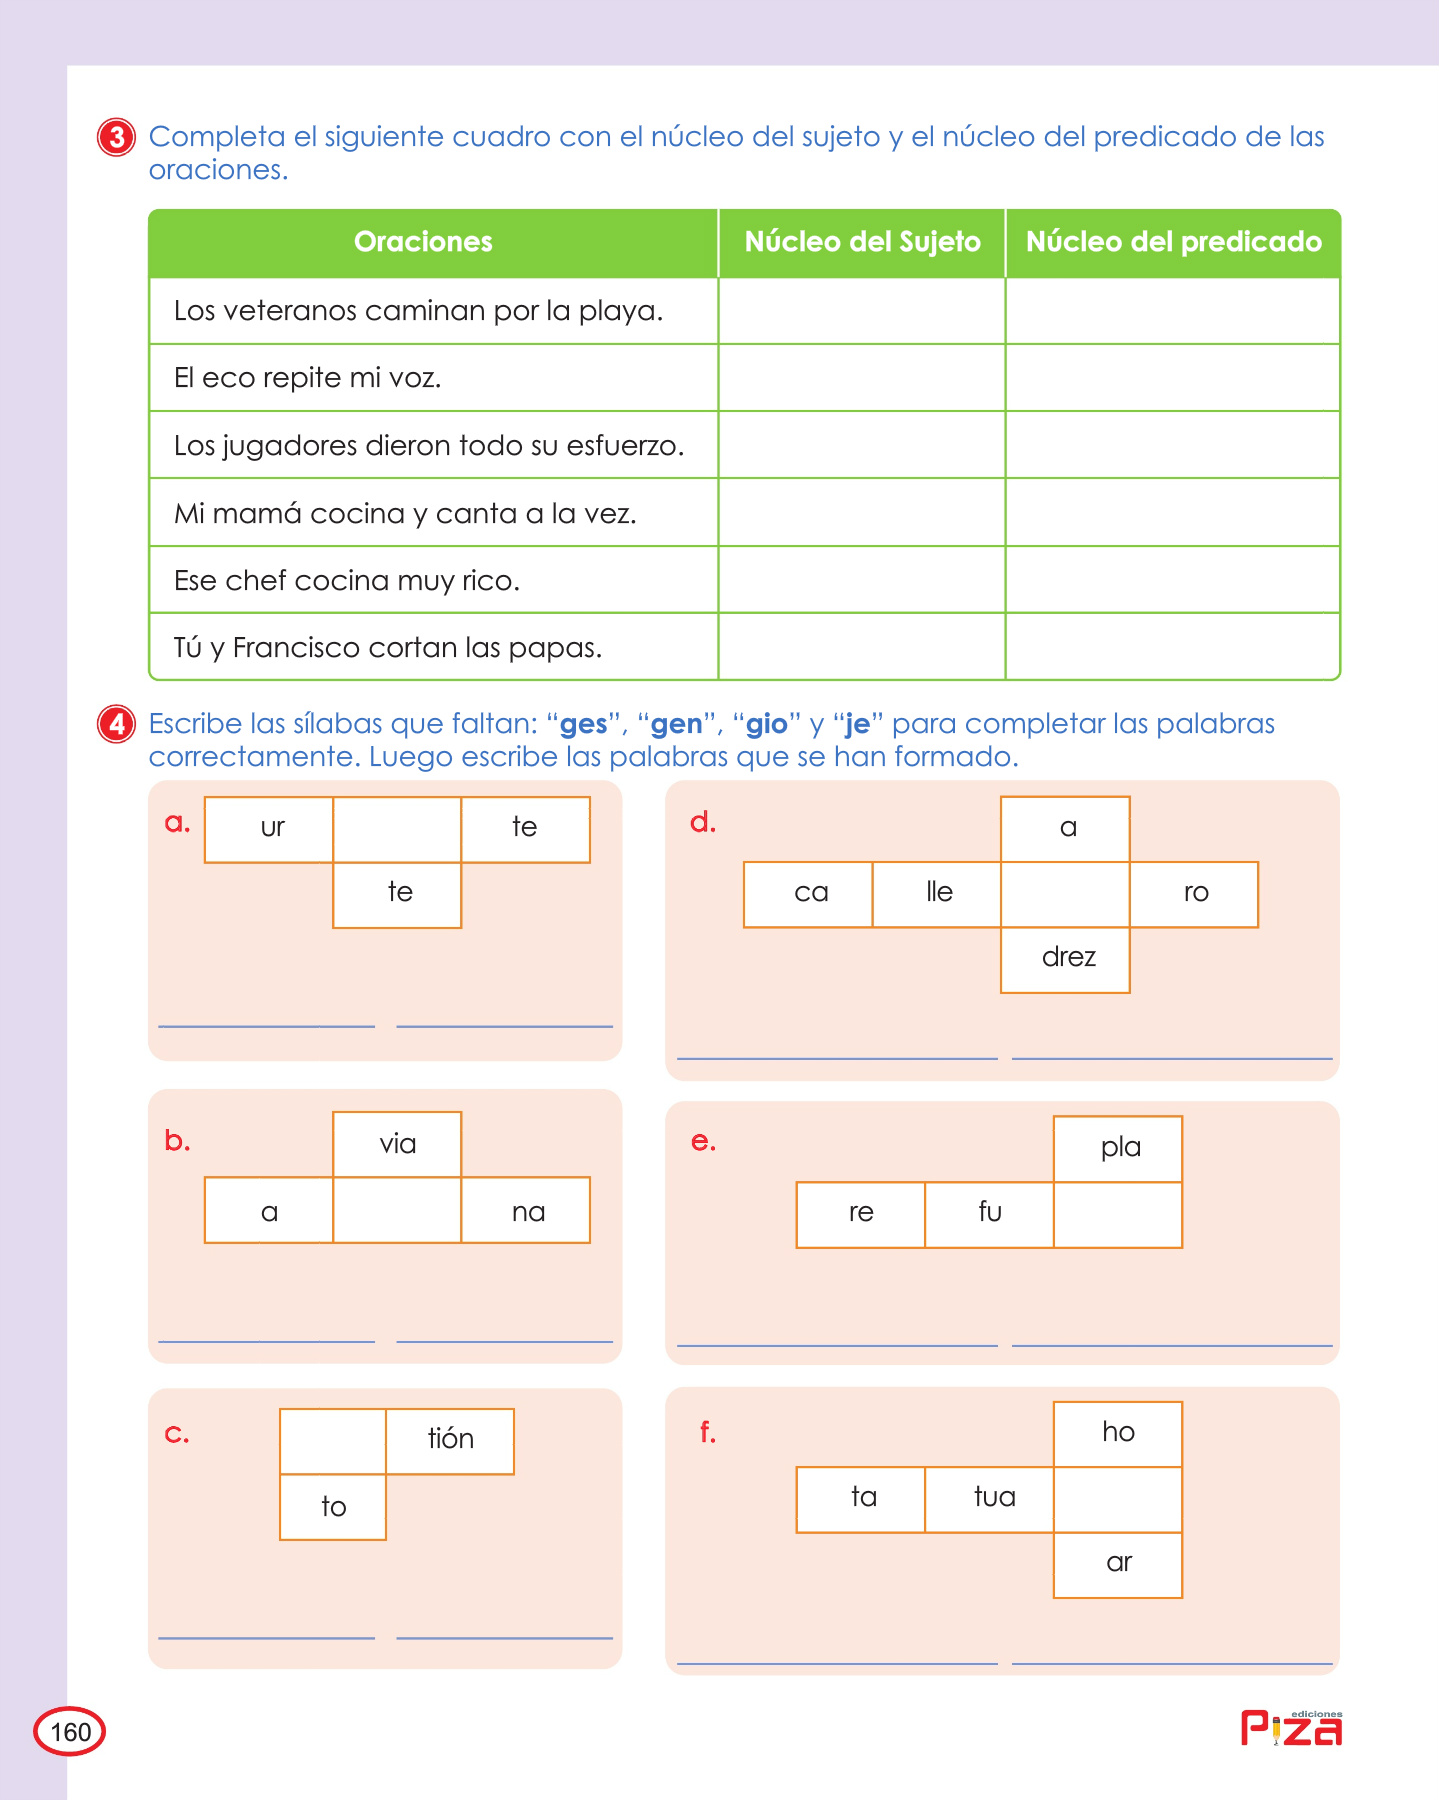 3 Completa el siguiente cuadro con el núcleo del sujeto y el núcleo del predicado de las
oraciones.
Oraciones Núcleo del Sujeto Núcleo del predicado
Los veteranos caminan por la playa.
El eco repite mi voz.
Los jugadores dieron todo su esfuerzo.
Mi mamá cocina y canta a la vez.
Ese chef cocina muy rico.
Tú y Francisco cortan las papas.
4 Escribe las sílabas que faltan: “ges”, “gen”, “gio” y “je” para completar las palabras
correctamente. Luego escribe las palabras que se han formado.
a. ur te
te
b. via
a na
c. tión
to
d. a
ca lle ro
drez
e. pla
re fu
f. ho
ta tua
ar
160
ediciones
Piza